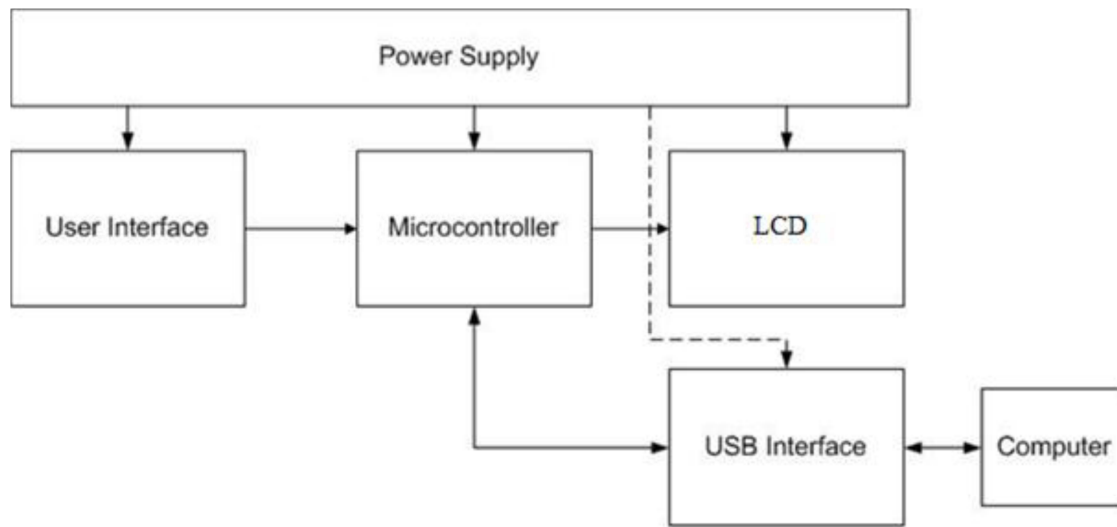 Power Supply
User Interface
Microcontroller
LCD
USB Interface
Computer